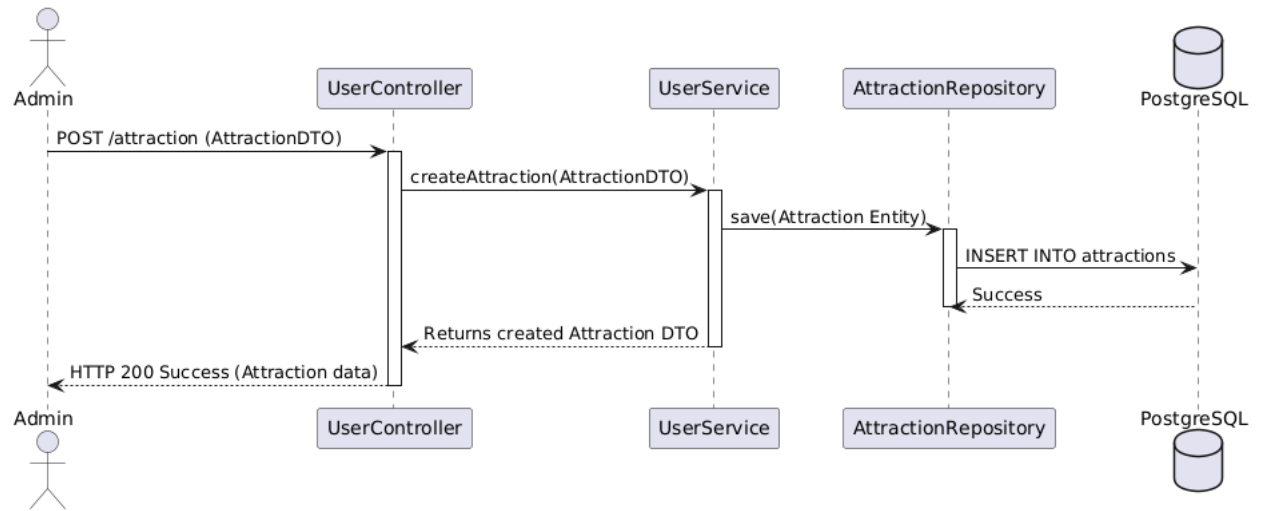 Admin
UserController
UserService
AttractionRepository
PostgreSQL
POST /attraction (AttractionDTO)
createAttraction(AttractionDTO)
save(Attraction Entity)
INSERT INTO attractions
Success
Returns created Attraction DTO
HTTP 200 Success (Attraction data)
Admin
UserController
UserService
AttractionRepository
PostgreSQL